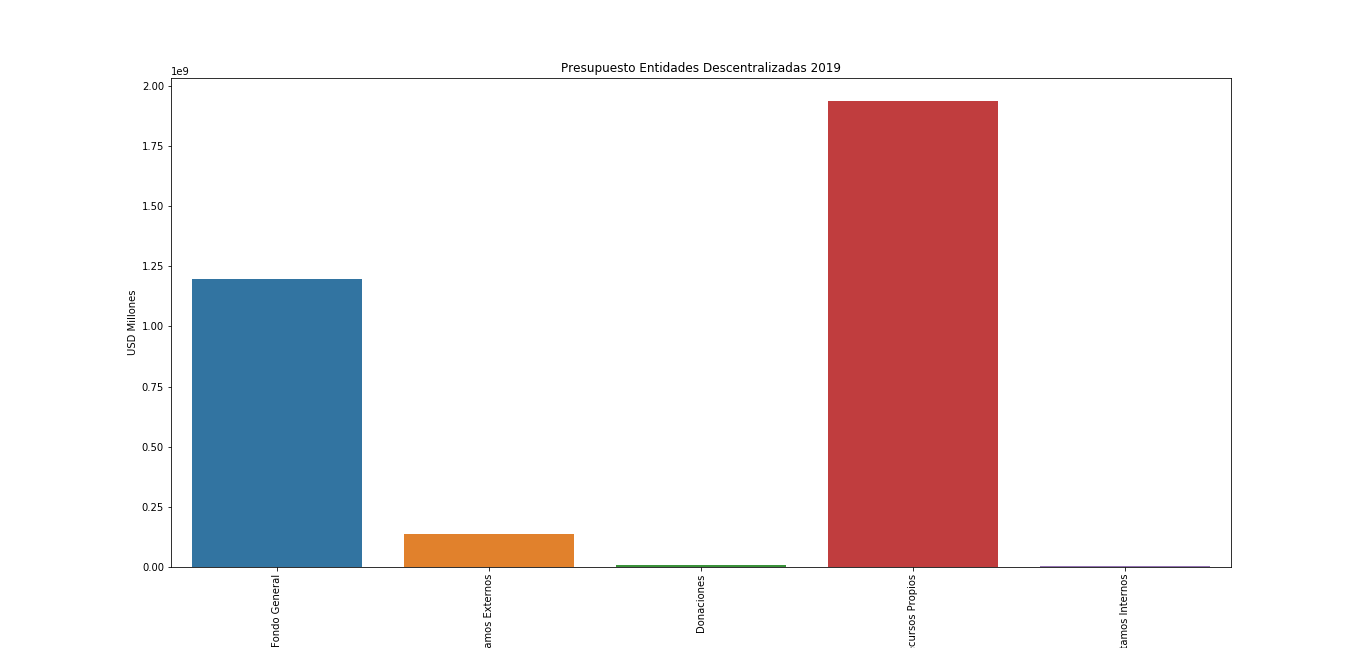 Presupuesto Entidades Descentralizadas 2019
1e9
2.00
1.75
1.50
1.25
1.00
0.75
0.50
0.25
0.00
USD Millones
Fondo General
amos Externos
Donaciones
cursos Propios
tamos Internos